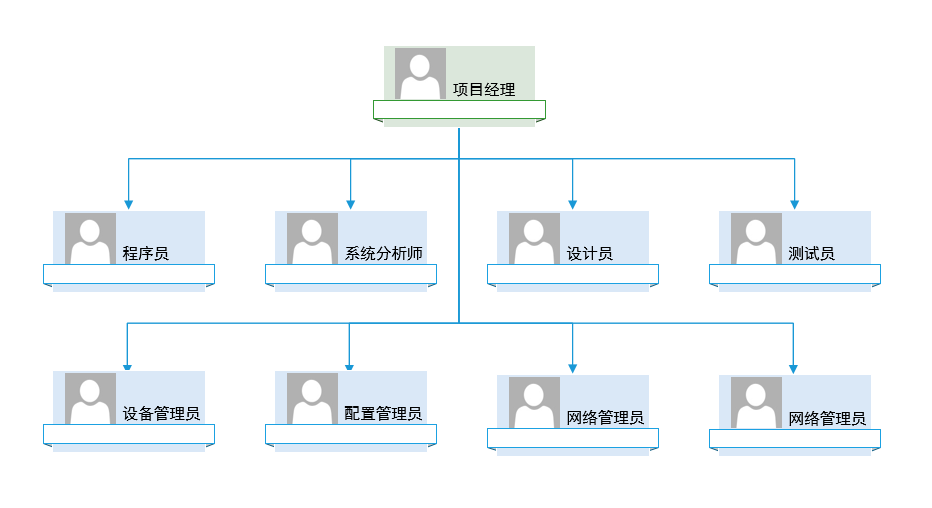 项目经理
程序员
系统分析师
设计员
测试员
设备管理员
配置管理员
网络管理员
网络管理员